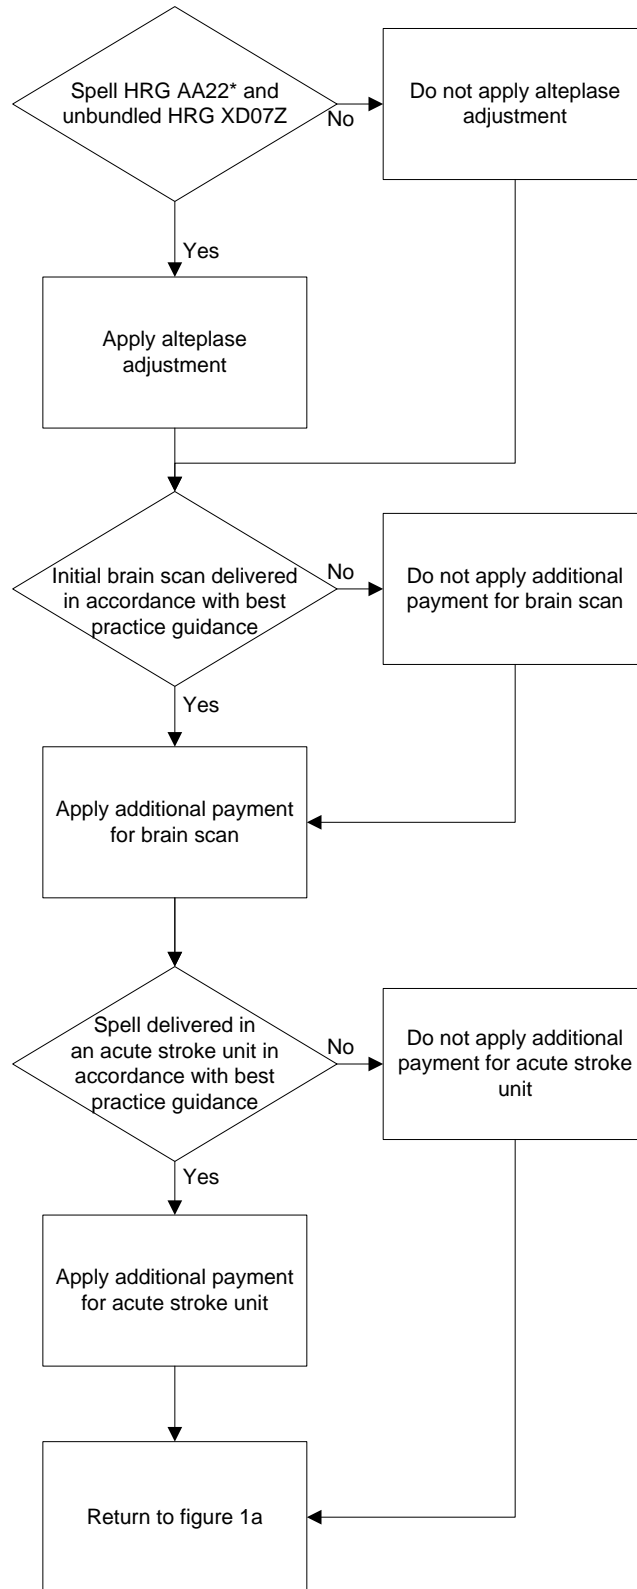 Spell HRG AA22* and
unbundled HRG XD07Z
No
Do not apply alteplase
adjustment
Yes
Apply alteplase
adjustment
Initial brain scan delivered
in accordance with best
practice guidance
No
Do not apply additional
payment for brain scan
Yes
Apply additional payment
for brain scan
Spell delivered in
an acute stroke unit in
accordance with best
practice guidance
No
Do not apply additional
payment for acute stroke
unit
Yes
Apply additional payment
for acute stroke unit
Return to figure 1a